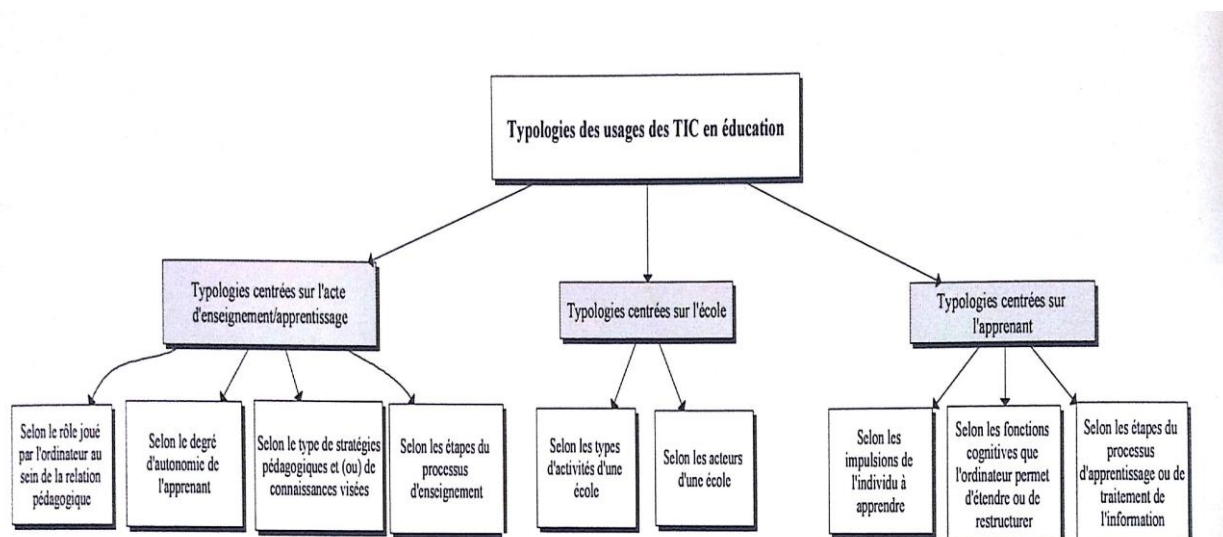 Typologies des usages des TIC en éducation
Typologies centrées sur l'acte
d'enseignement/apprentissage
Typologies centrées sur l'école
Typologies centrées sur
l'apprenant
Selon le rôle joué
par l'ordinateur au
sein de la relation
pédagogique
Selon le degré
d'autonomie de
l'apprenant
Selon le type de stratégies
pédagogiques et (ou) de
connaissances visées
Selon les étapes du
processus
d'enseignement
Selon les types
d'activités d'une
école
Selon les acteurs
d'une école
Selon les
impulsions de
l'individu à
apprendre
Selon les fonctions
cognitives que
l'ordinateur permet
d'étendre ou de
restructurer
Selon les étapes du
processus
d'apprentissage ou de
traitement de
l'information